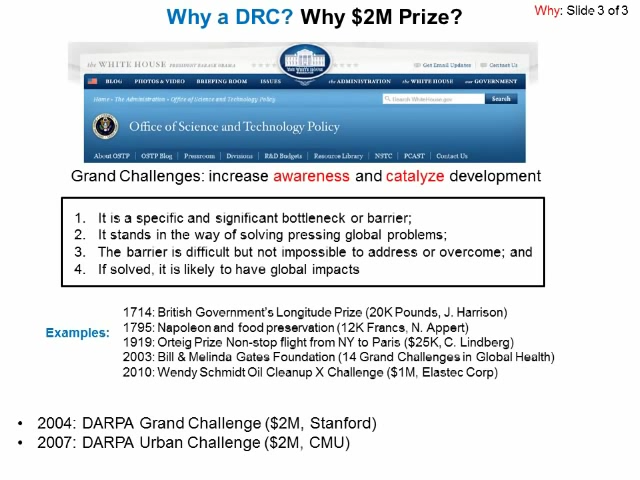 Why a DRC? Why $2M Prize?
Why: Slide 3 of 3
the WHITE HOUSE PRESIDENT BARACK OBAMA
THE WHITE HOUSE
Get Email Updates Contact Us
BLOG PHOTOS & VIDEO BRIEFING ROOM ISSUES the ADMINISTRATION the WHITE HOUSE our GOVERNMENT
Home • The Administration • Office of Science and Technology Policy
Search WhiteHouse.gov Search
Office of Science and Technology Policy
About OSTP OSTP Blog Pressroom Divisions R&D Budgets Resource Library NSTC PCAST Contact Us
Grand Challenges: increase awareness and catalyze development
1. It is a specific and significant bottleneck or barrier;
2. It stands in the way of solving pressing global problems;
3. The barrier is difficult but not impossible to address or overcome; and
4. If solved, it is likely to have global impacts
Examples:
1714: British Government's Longitude Prize (20K Pounds, J. Harrison)
1795: Napoleon and food preservation (12K Francs, N. Appert)
1919: Orteig Prize Non-stop flight from NY to Paris ($25K, C. Lindberg)
2003: Bill & Melinda Gates Foundation (14 Grand Challenges in Global Health)
2010: Wendy Schmidt Oil Cleanup X Challenge ($1M, Elastec Corp)
• 2004: DARPA Grand Challenge ($2M, Stanford)
• 2007: DARPA Urban Challenge ($2M, CMU)